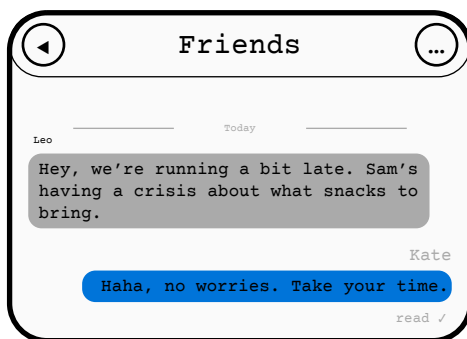 Friends
...
Today
Leo
Hey, we’re running a bit late. Sam’s
having a crisis about what snacks to
bring.
Kate
Haha, no worries. Take your time.
read ✓